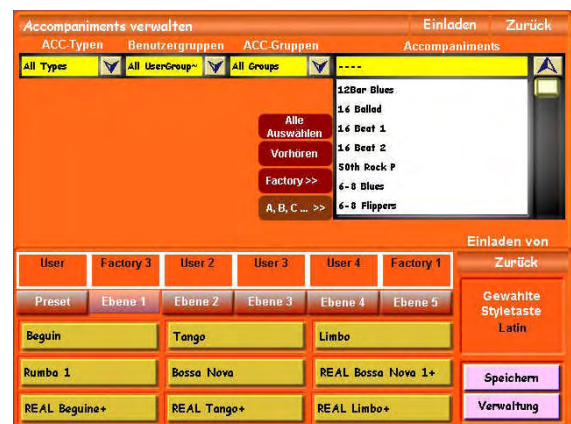 Accompaniments verwalten Einladen Zurück
ACC-Typen Benutzergruppen ACC-Gruppen Accompaniments
All Types All UserGroup~ All Groups ----
12Bar Blues
16 Ballad
16 Beat 1
16 Beat 2
50th Rock P
6-8 Blues
6-8 Flippers
Alle
Auswählen
Vorhören
Factory >>
A, B, C ... >>
Einladen von
User Factory 3 User 2 User 3 User 4 Factory 1 Zurück
Preset Ebene 1 Ebene 2 Ebene 3 Ebene 4 Ebene 5
Gewählte
Styletaste
Latin
Beguin Tango Limbo
Rumba 1 Bossa Nova REAL Bossa Nova 1+
REAL Beguine+ REAL Tango+ REAL Limbo+
Speichern
Verwaltung